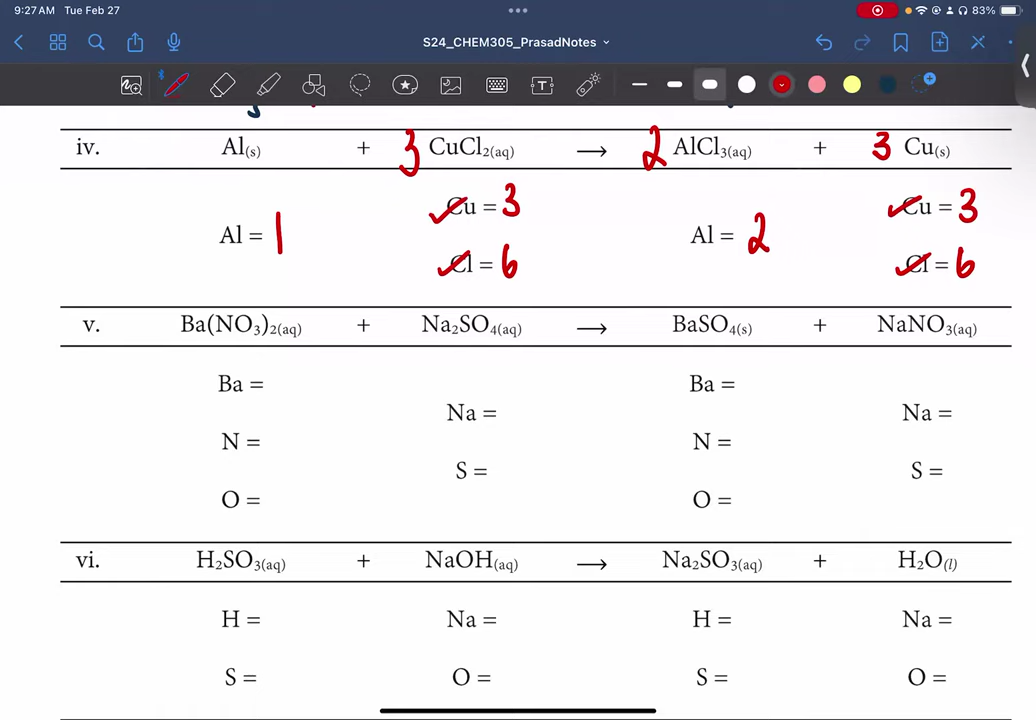 9:27 AM Tue Feb 27
83%
S24_CHEM305_PrasadNotes
iv. Al(s) + 3 CuCl₂(aq) → 2 AlCl₃(aq) + 3 Cu(s)
Cu = 3 Cu = 3
Al = 1 Al = 2
Cl = 6 Cl = 6
v. Ba(NO₃)₂(aq) + Na₂SO₄(aq) → BaSO₄(s) + NaNO₃(aq)
Ba = Ba =
Na = Na =
N = N =
S = S =
O = O =
vi. H₂SO₃(aq) + NaOH(aq) → Na₂SO₃(aq) + H₂O(l)
H = Na = H = Na =
S = O = S = O =